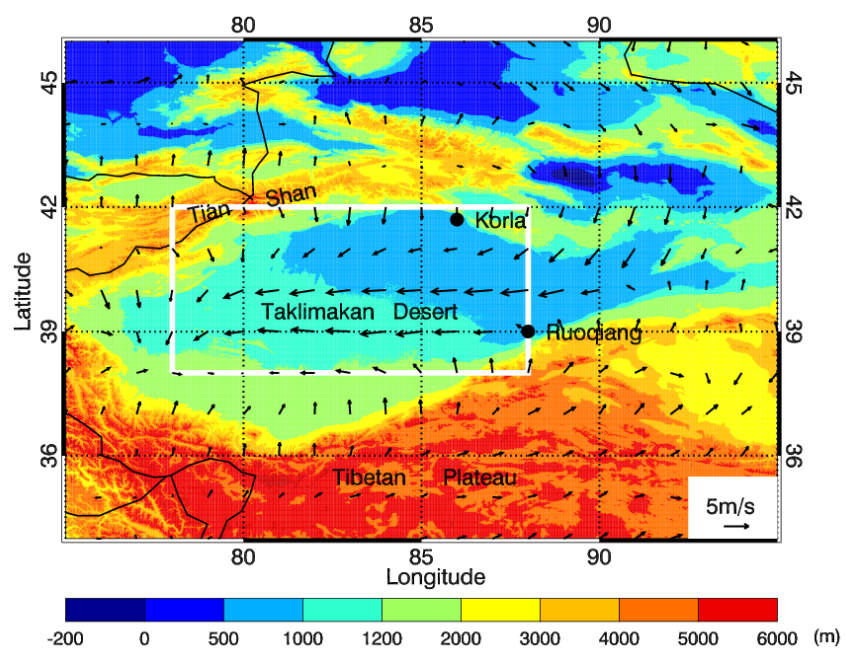 80 85 90
45 45
Tian Shan
42 42
Korla
Taklimakan Desert
39 Ruoqiang 39
36 36
Tibetan Plateau
5m/s
80 85 90
Latitude
Longitude
-200 0 500 1000 1200 2000 3000 4000 5000 6000 (m)